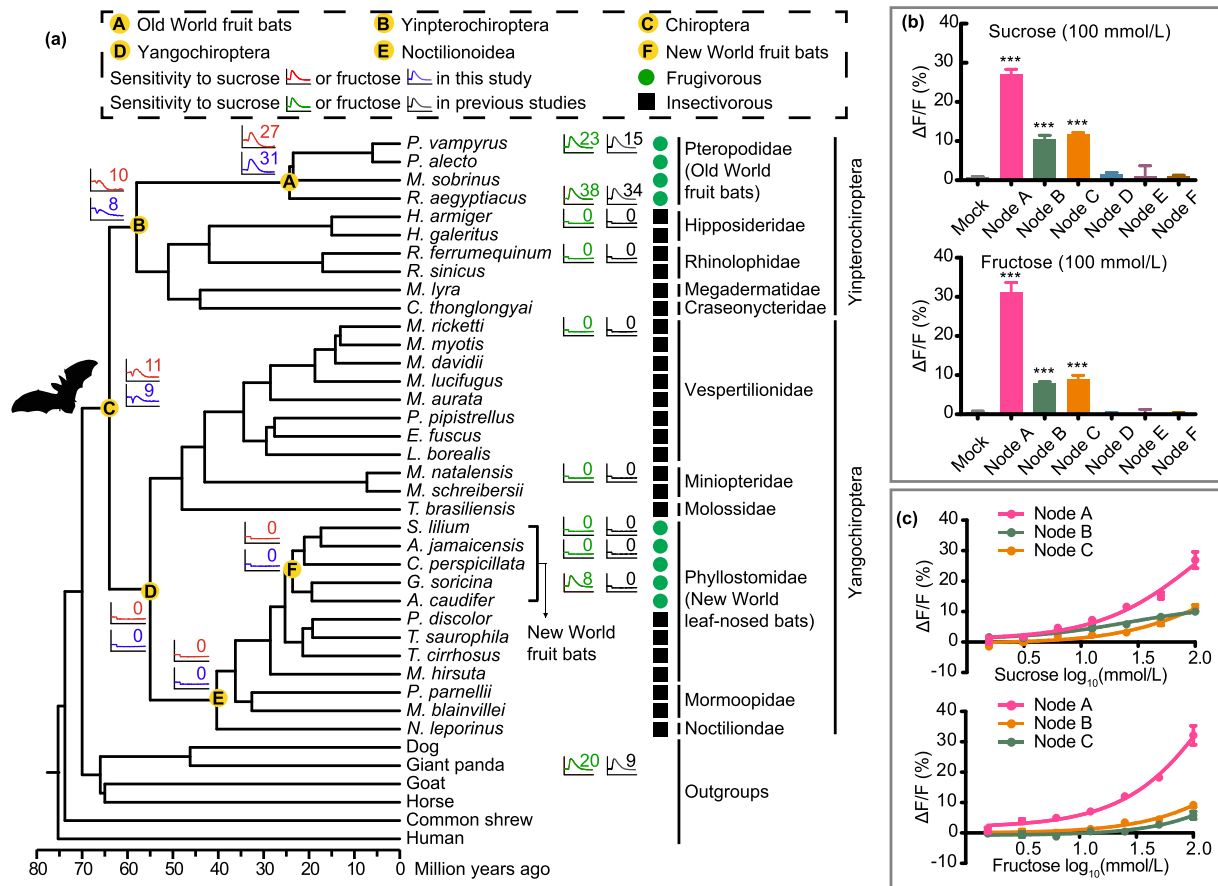 (a)
A Old World fruit bats
B Yinpterochiroptera
C Chiroptera
D Yangochiroptera
E Noctilionoidea
F New World fruit bats
Sensitivity to sucrose or fructose in this study
Frugivorous
Sensitivity to sucrose or fructose in previous studies
Insectivorous
27
31
A
10
8
B
11
9
C
0
0
D
0
0
E
0
0
F
P. vampyrus 23 15
P. alecto
M. sobrinus
R. aegyptiacus 38 34
H. armiger 0 0
H. galeritus
R. ferrumequinum 0 0
R. sinicus
M. lyra
C. thonglongyai
M. ricketti 0 0
M. myotis
M. davidii
M. lucifugus
M. aurata
P. pipistrellus
E. fuscus
L. borealis
M. natalensis 0 0
M. schreibersii
T. brasiliensis
S. lilium 0 0
A. jamaicensis 0 0
C. perspicillata
G. soricina 8 0
A. caudifer
P. discolor
T. saurophila
T. cirrhosus
M. hirsuta
P. parnellii
M. blainvillei
N. leporinus
Dog
Giant panda 20 9
Goat
Horse
Common shrew
Human
New World
fruit bats
Pteropodidae
(Old World
fruit bats)
Hipposideridae
Rhinolophidae
Megadermatidae
Craseonycteridae
Vespertilionidae
Miniopteridae
Molossidae
Phyllostomidae
(New World
leaf-nosed bats)
Mormoopidae
Noctiliondae
Outgroups
Yinpterochiroptera
Yangochiroptera
80 70 60 50 40 30 20 10 0 Million years ago
(b)
Sucrose (100 mmol/L)
ΔF/F (%)
40
30
20
10
0
*** *** ***
Mock Node A Node B Node C Node D Node E Node F
Fructose (100 mmol/L)
ΔF/F (%)
40
30
20
10
0
*** *** ***
Mock Node A Node B Node C Node D Node E Node F
(c)
Node A
Node B
Node C
ΔF/F (%)
40
30
20
10
0
-10
0.5 1.0 1.5 2.0
Sucrose log10(mmol/L)
Node A
Node B
Node C
ΔF/F (%)
40
30
20
10
0
-10
0.5 1.0 1.5 2.0
Fructose log10(mmol/L)